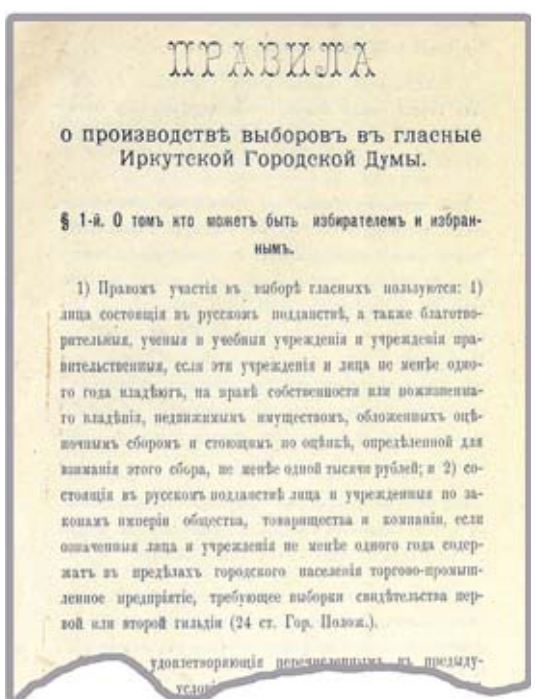 ПРАВИЛА
о производствѣ выборовъ въ гласные
Иркутской Городской Думы.
§ 1-й. О томъ кто можетъ быть избирателемъ и избран-
нымъ.
1) Правомъ участія въ выборѣ гласныхъ пользуются: 1)
лица состоящія въ русскомъ подданствѣ, а также благотво-
рительныя, ученыя и учебныя учрежденія и учрежденія пра-
вительственныя, если эти учрежденія и лица не менѣе одно-
го года владѣютъ, на правѣ собственности или пожизненна-
го владѣнія, недвижимымъ имуществомъ, обложенныхъ оцѣ-
ночнымъ сборомъ и стоющимъ по оцѣнкѣ, опредѣленной для
взиманія этого сбора, не менѣе одной тысячи рублей; и 2) со-
стоящія въ русскомъ подданствѣ лица и учрежденныя по за-
конамъ имперіи общества, товарищества и компаніи, если
означенныя лица и учрежденія не менѣе одного года содер-
жатъ въ предѣлахъ городского населенія торгово-промыш-
ленное предпріятіе, требующее выборки свидѣтельства пер-
вой или второй гильдіи (24 ст. Гор. Полож.).
удовлетворяющія перечисленнымъ въ предыду-